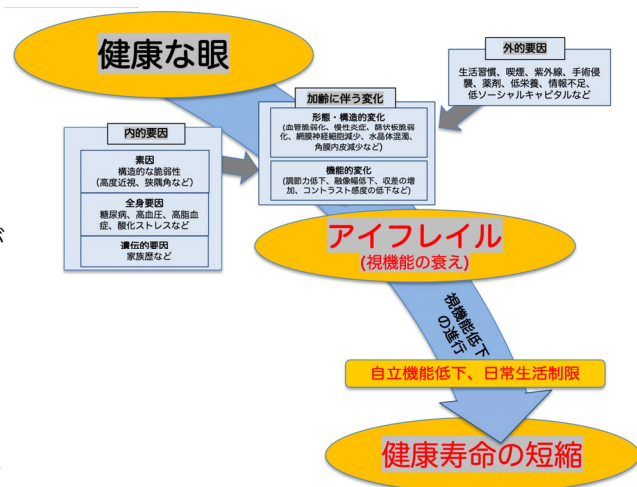 健康な眼
外的要因
生活習慣、喫煙、紫外線、手術侵
襲、薬剤、低栄養、情報不足、
低ソーシャルキャピタルなど
加齢に伴う変化
形態・構造的変化
(血管脆弱化、慢性炎症、篩状板脆弱
化、網膜神経細胞減少、水晶体混濁、
角膜内皮減少など)
機能的変化
(調節力低下、融像幅低下、収差の増
加、コントラスト感度の低下など)
内的要因
素因
構造的な脆弱性
(高度近視、狭隅角など)
全身要因
糖尿病、高血圧、高脂血
症、酸化ストレスなど
遺伝的要因
家族歴など
が
アイフレイル
(視機能の衰え)
視機能低下
の進行
自立機能低下、日常生活制限
健康寿命の短縮